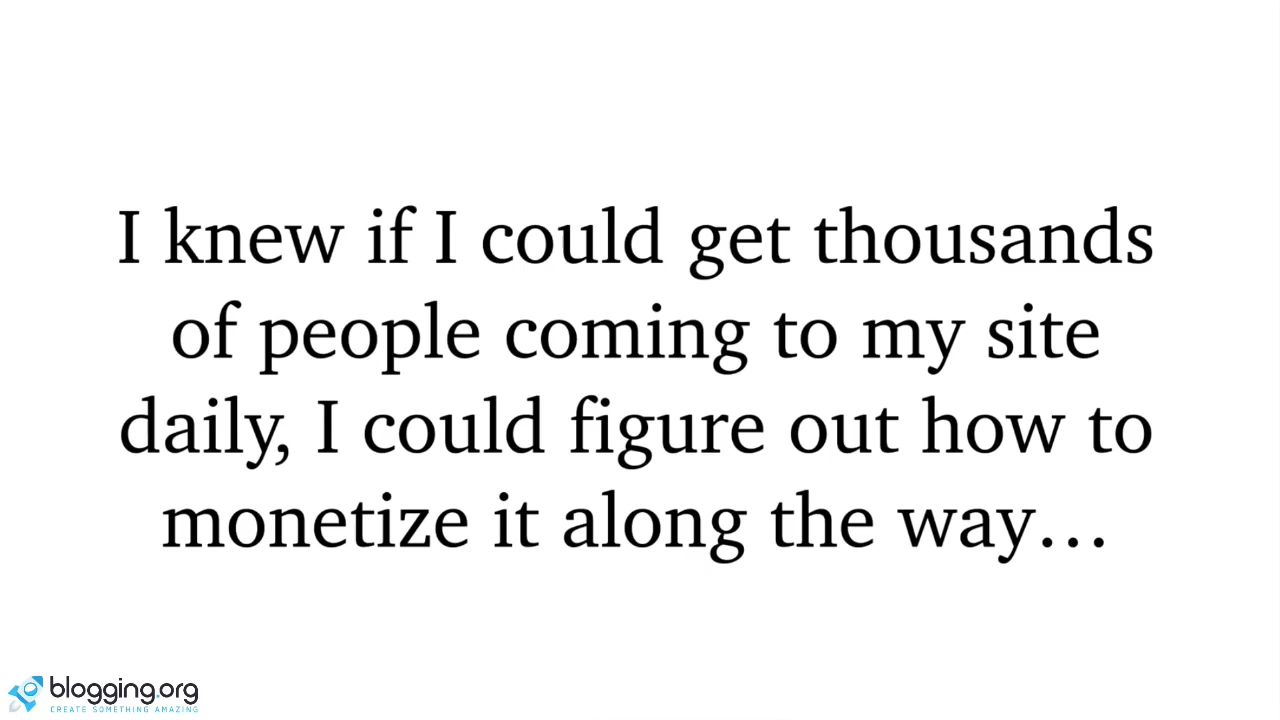 I knew if I could get thousands
of people coming to my site
daily, I could figure out how to
monetize it along the way…
blogging.org
CREATE SOMETHING AMAZING